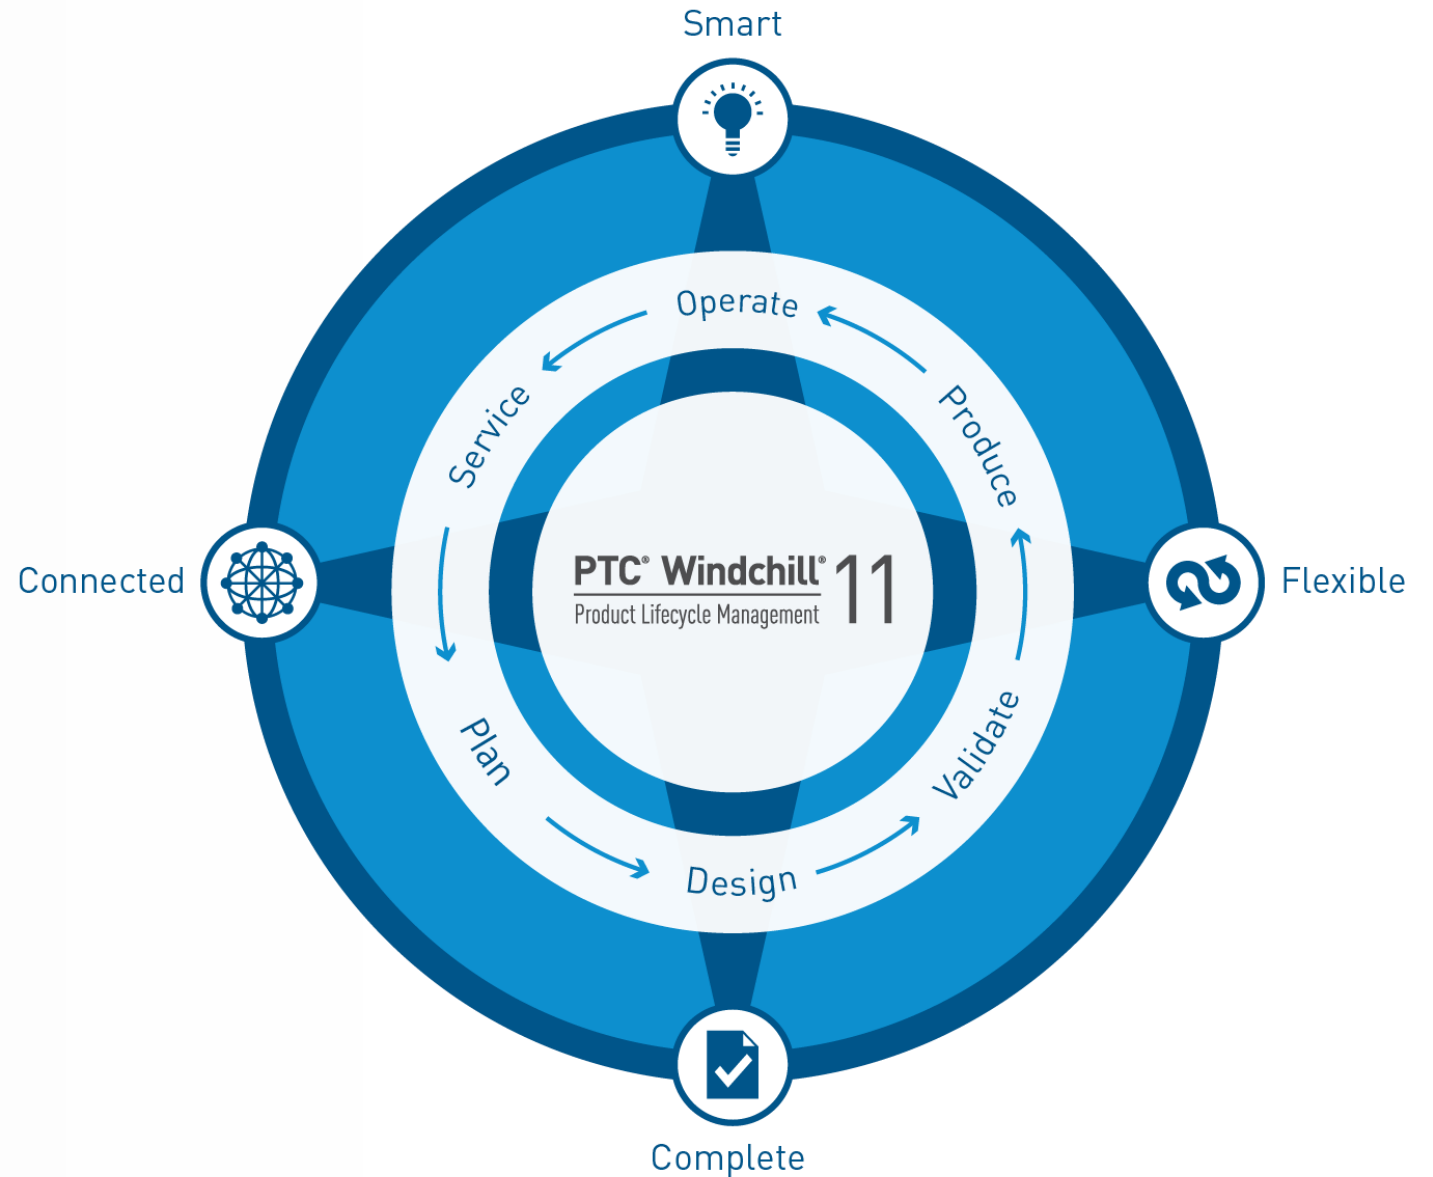 Smart
Operate
Service
Produce
Connected
PTC® Windchill® 11
Product Lifecycle Management
Flexible
Plan
Validate
Design
Complete